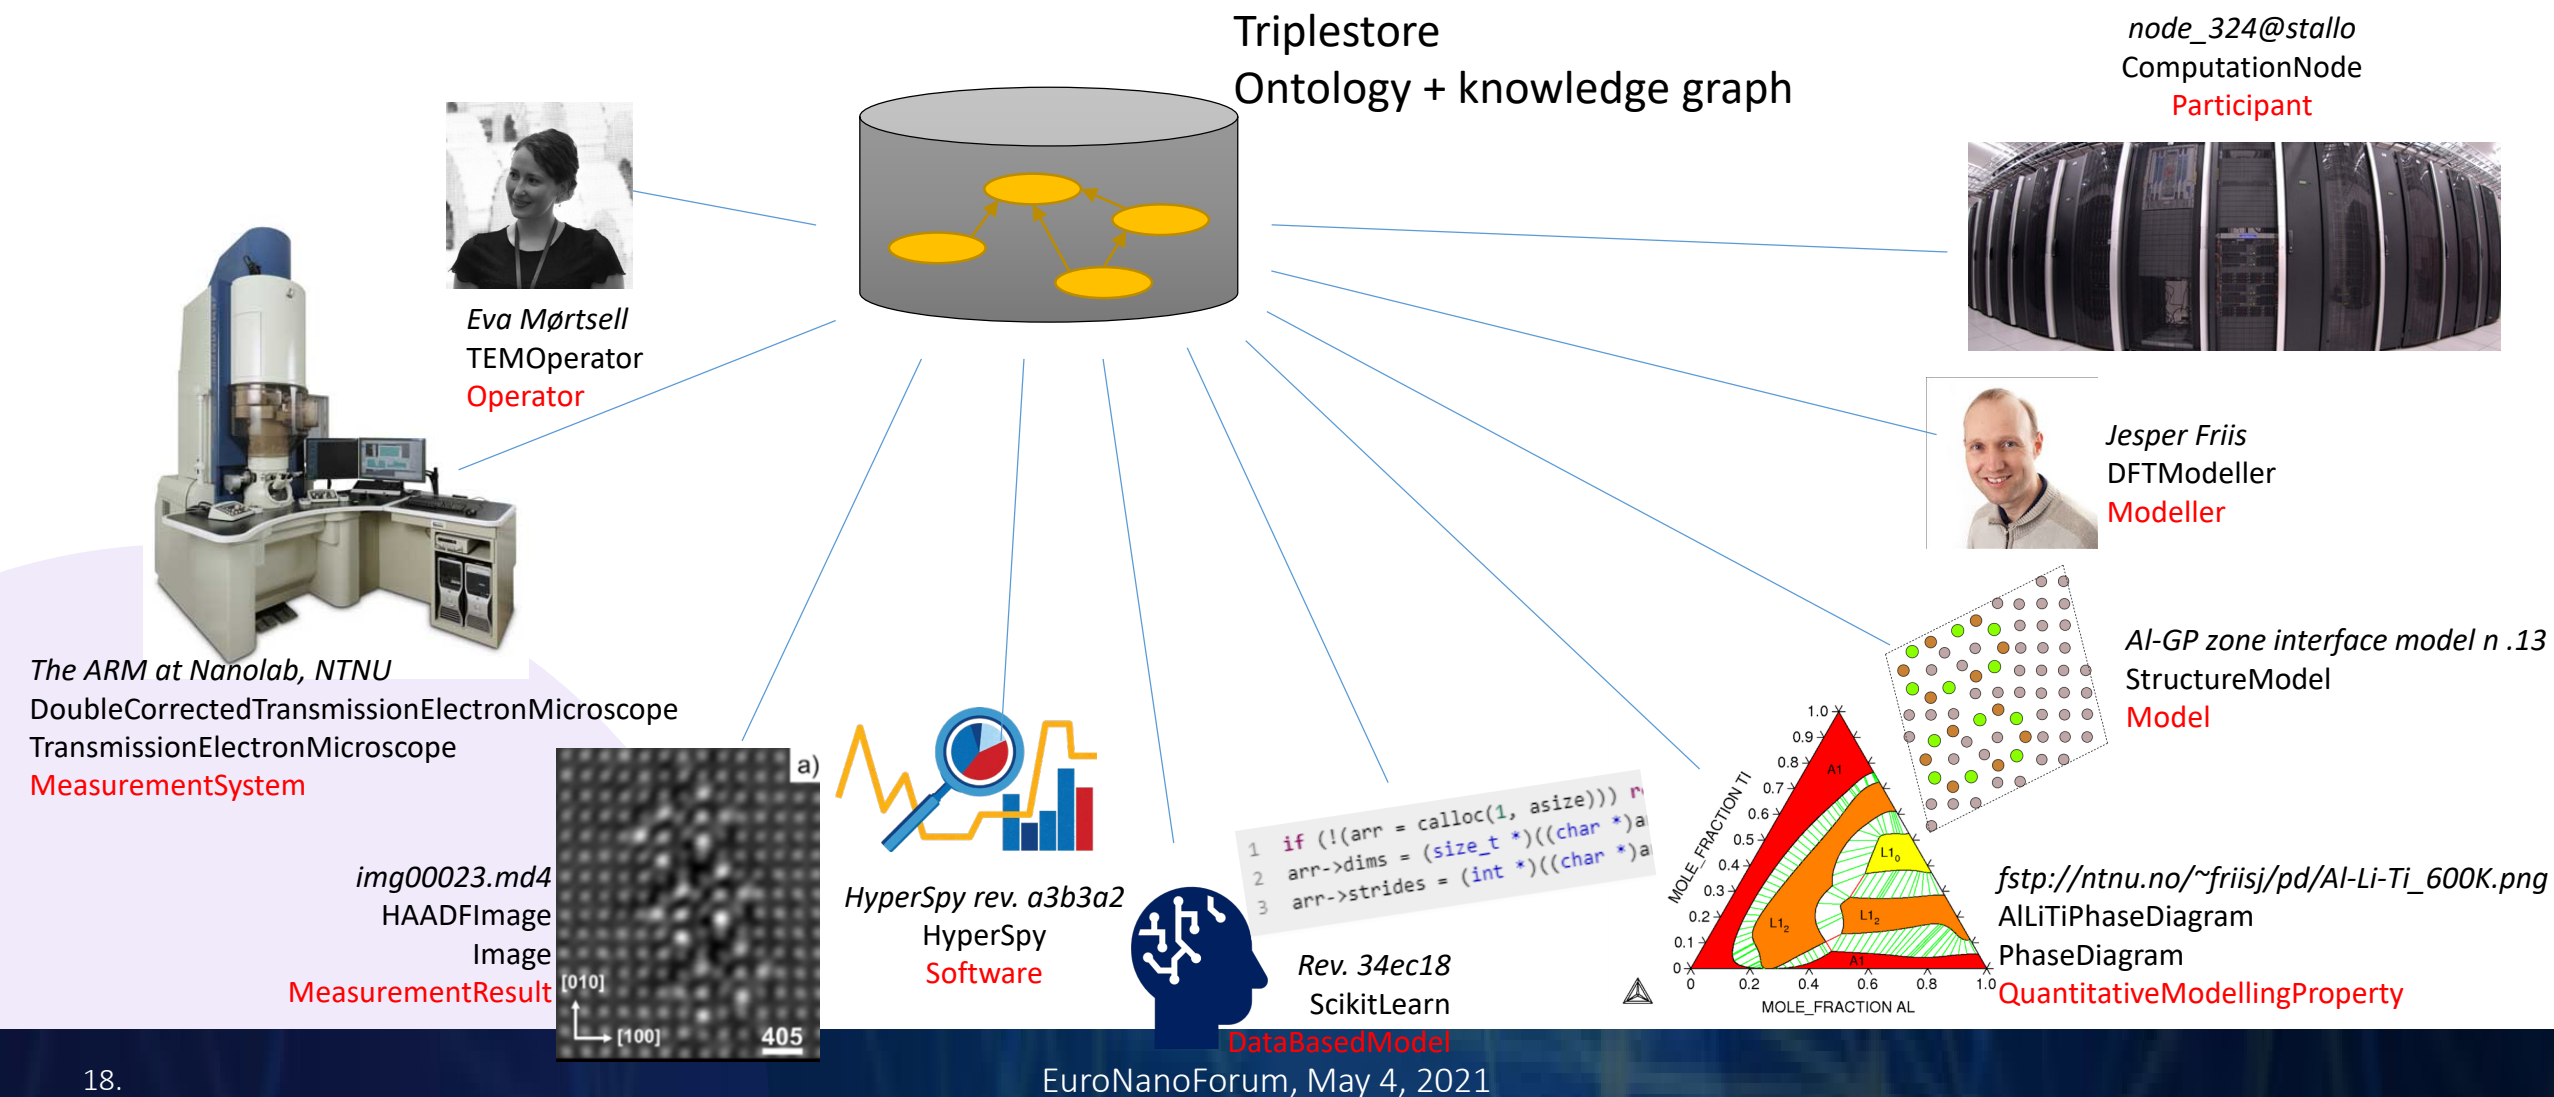 Triplestore
Ontology + knowledge graph
node_324@stallo
ComputationNode
Participant
Eva Mørtsell
TEMOperator
Operator
Jesper Friis
DFTModeller
Modeller
The ARM at Nanolab, NTNU
DoubleCorrectedTransmissionElectronMicroscope
TransmissionElectronMicroscope
MeasurementSystem
Al-GP zone interface model n .13
StructureModel
Model
img00023.md4
HAADFImage
Image
MeasurementResult
a)
[010]
[100]
405
HyperSpy rev. a3b3a2
HyperSpy
Software
1 if (!(arr = calloc(1, asize))) r
2 arr->dims = (size_t *)((char *)a
3 arr->strides = (int *)((char *)a
Rev. 34ec18
ScikitLearn
DataBasedModel
1.0
0.9
0.8
0.7
0.6
0.5
0.4
0.3
0.2
0.1
0
MOLE_FRACTION TI
A1
L1₀
L1₂
L1₂
A1
0 0.2 0.4 0.6 0.8 1.0
MOLE_FRACTION AL
fstp://ntnu.no/~friisj/pd/Al-Li-Ti_600K.png
AlLiTiPhaseDiagram
PhaseDiagram
QuantitativeModellingProperty
18.
EuroNanoForum, May 4, 2021